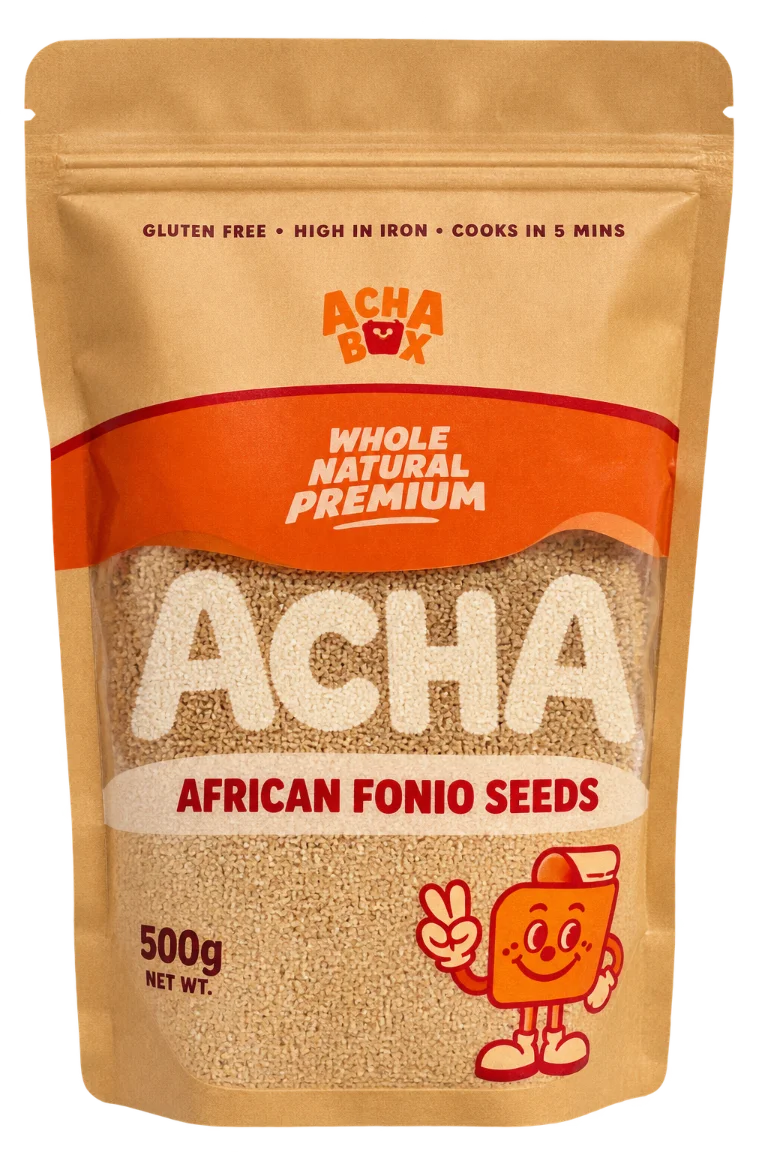 GLUTEN FREE • HIGH IN IRON • COOKS IN 5 MINS
ACHA
BOX
WHOLE
NATURAL
PREMIUM
ACHA
AFRICAN FONIO SEEDS
500g
NET WT.